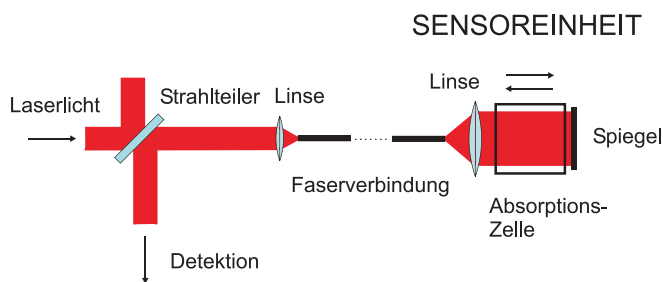 SENSOREINHEIT
Laserlicht
Strahlteiler
Linse
Linse
Spiegel
Faserverbindung
Absorptions-
Zelle
Detektion